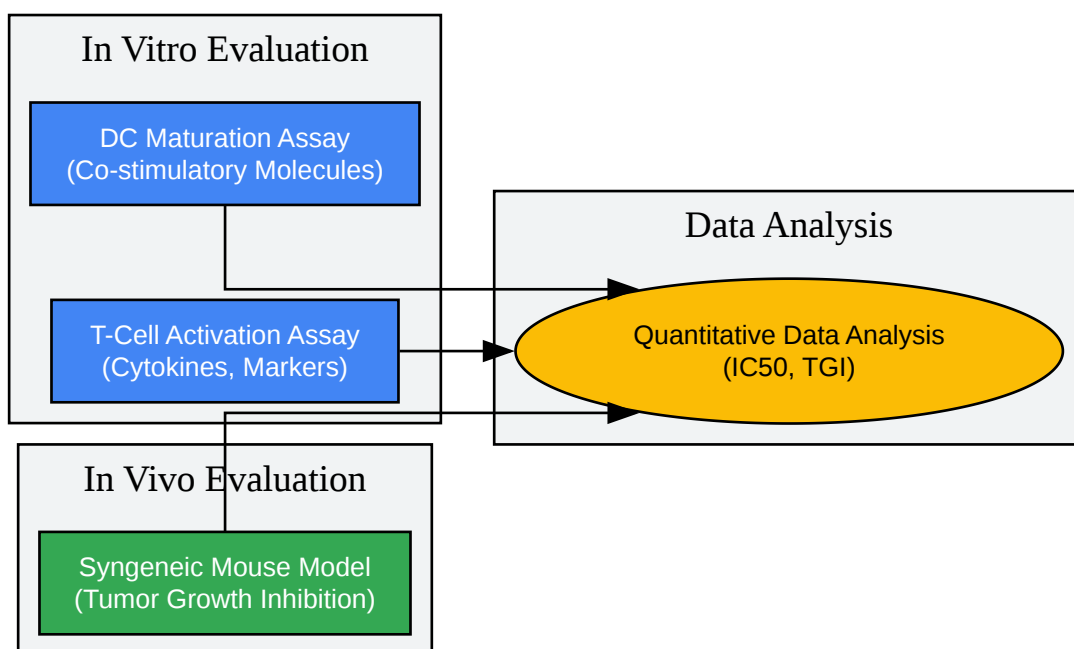 In Vitro Evaluation
DC Maturation Assay
(Co-stimulatory Molecules)
T-Cell Activation Assay
(Cytokines, Markers)
In Vivo Evaluation
Syngeneic Mouse Model
(Tumor Growth Inhibition)
Data Analysis
Quantitative Data Analysis
(IC50, TGI)